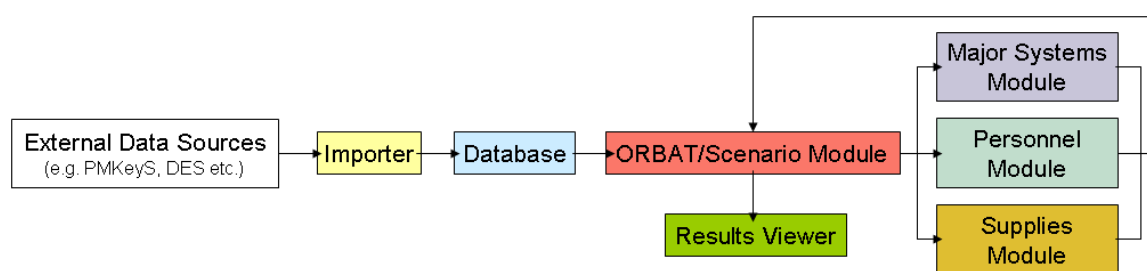 External Data Sources
(e.g. PMKeyS, DES etc.)
Importer
Database
ORBAT/Scenario Module
Results Viewer
Major Systems
Module
Personnel
Module
Supplies
Module